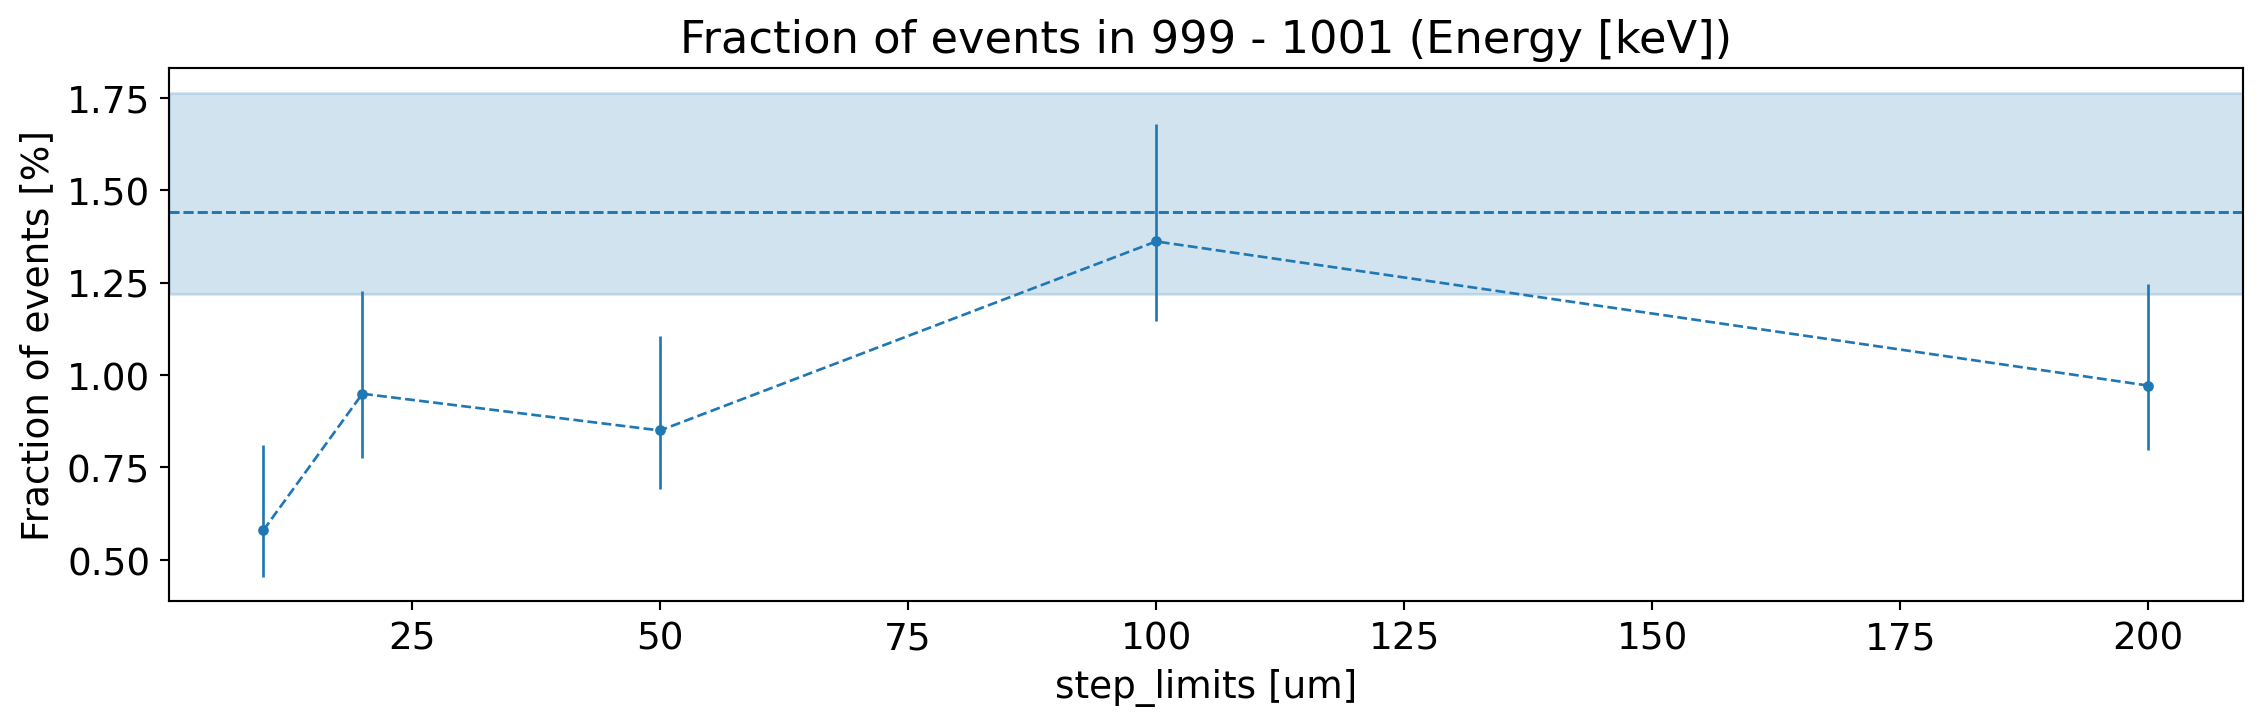 Fraction of events in 999 - 1001 (Energy [keV])
Fraction of events [%]
1.75
1.50
1.25
1.00
0.75
0.50
25 50 75 100 125 150 175 200
step_limits [um]